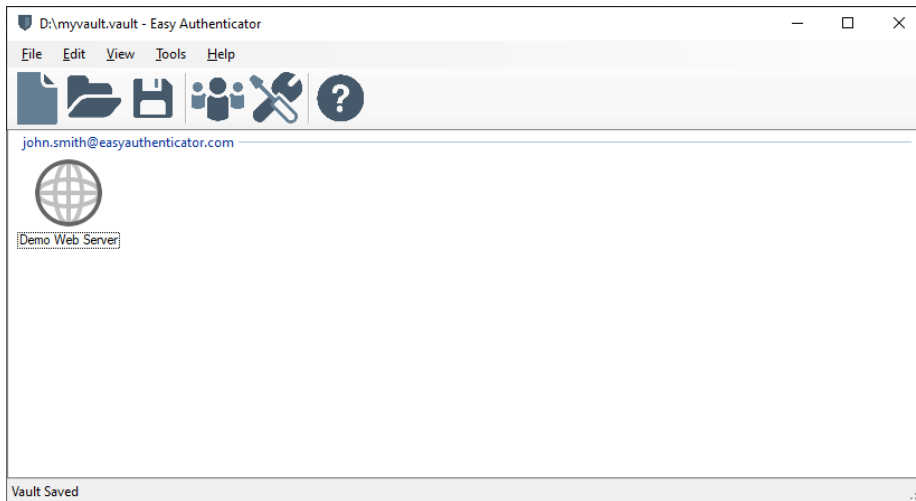 D:\myvault.vault - Easy Authenticator
File Edit View Tools Help
?
john.smith@easyauthenticator.com
Demo Web Server
Vault Saved